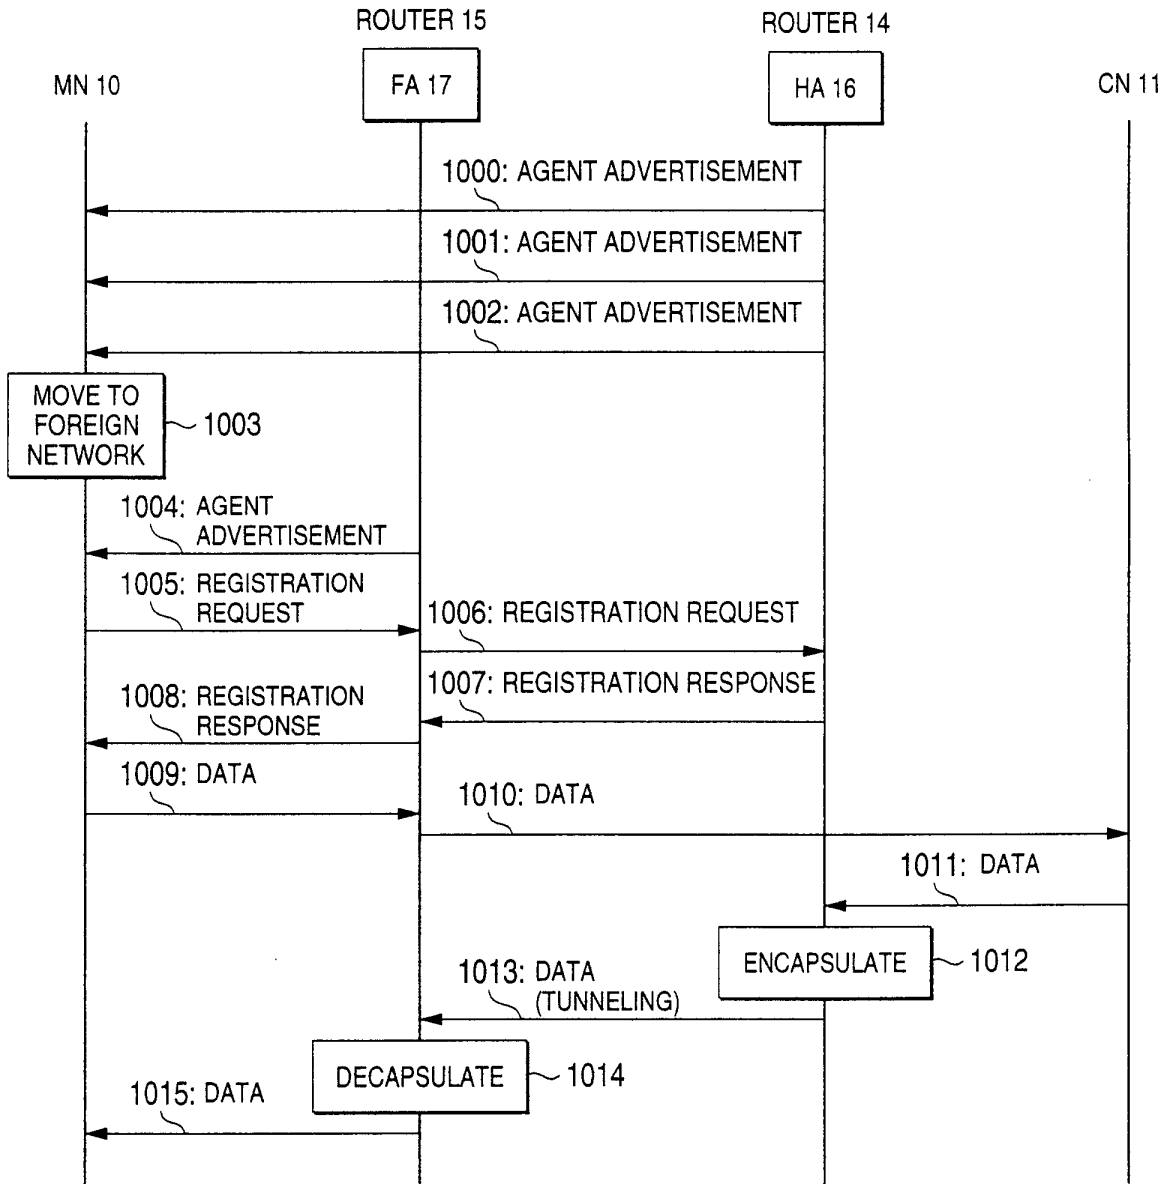 ROUTER 15
ROUTER 14
MN 10
FA 17
HA 16
CN 11
1000: AGENT ADVERTISEMENT
1001: AGENT ADVERTISEMENT
1002: AGENT ADVERTISEMENT
MOVE TO
FOREIGN
NETWORK
1003
1004: AGENT
ADVERTISEMENT
1005: REGISTRATION
REQUEST
1006: REGISTRATION REQUEST
1007: REGISTRATION RESPONSE
1008: REGISTRATION
RESPONSE
1009: DATA
1010: DATA
1011: DATA
ENCAPSULATE
1012
1013: DATA
(TUNNELING)
DECAPSULATE
1014
1015: DATA